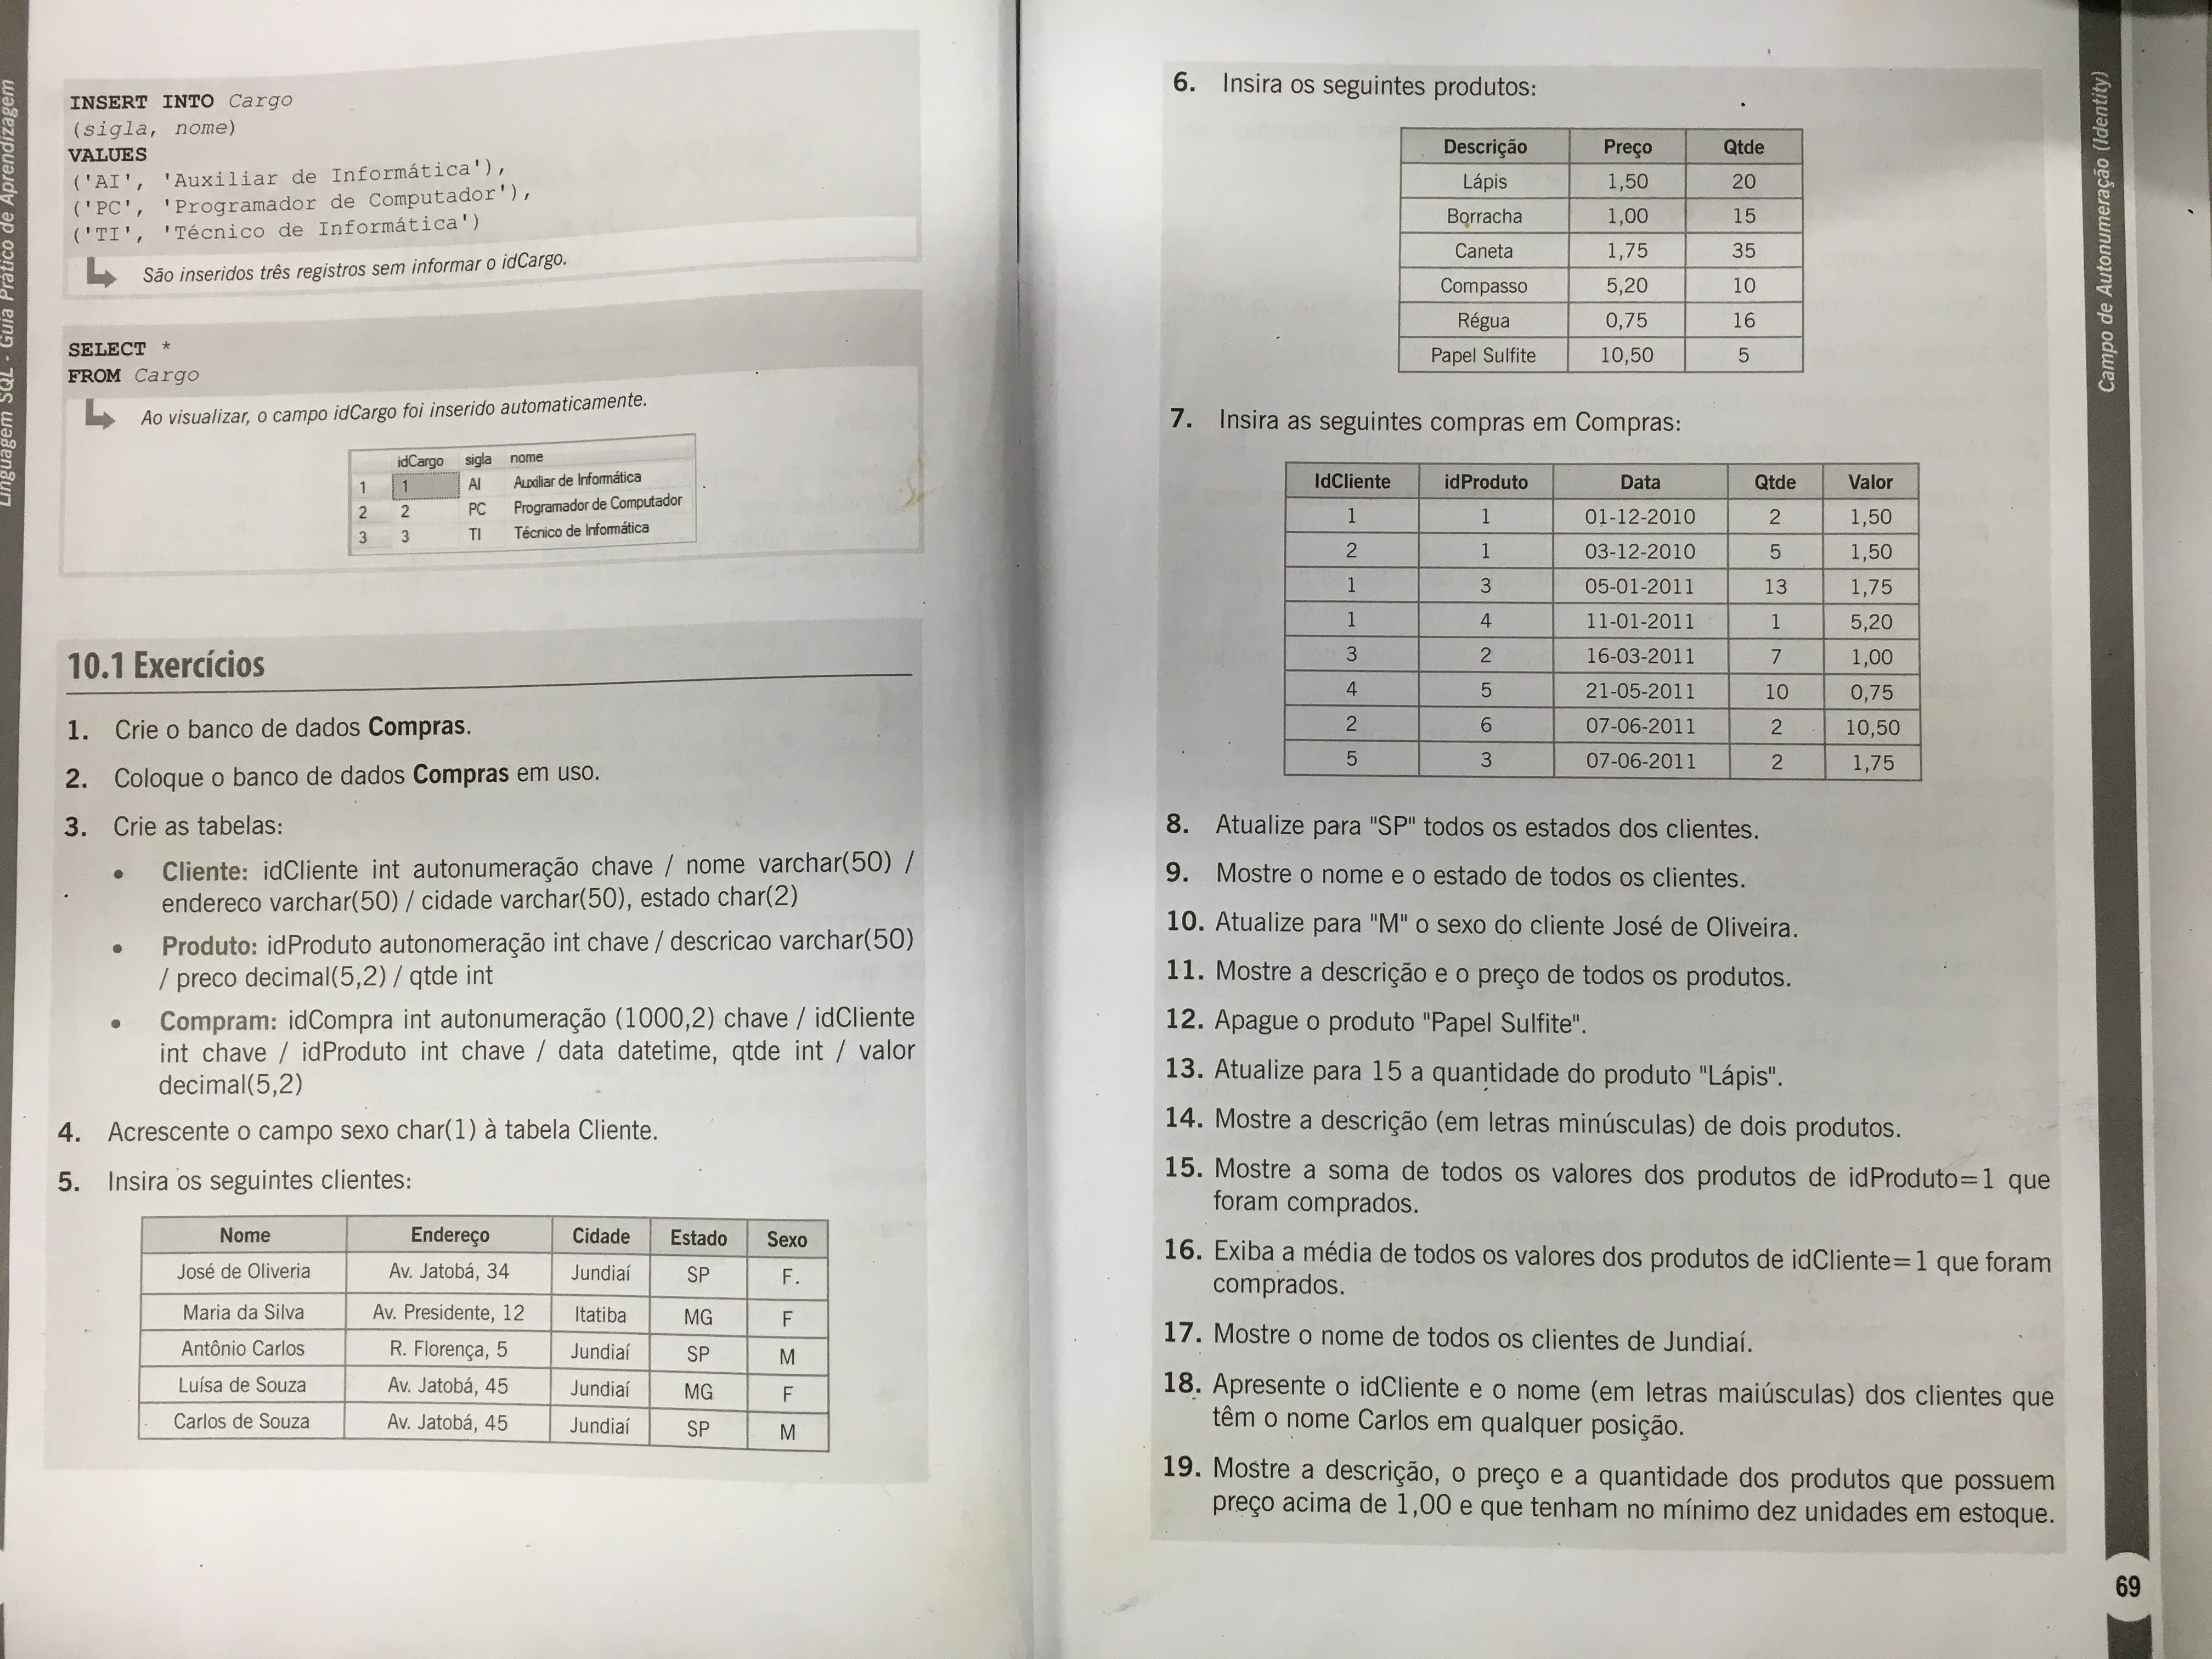 Linguagem SQL - Guia Prático de Aprendizagem
INSERT INTO Cargo
(sigla, nome)
VALUES
('AI', 'Auxiliar de Informática'),
('PC', 'Programador de Computador'),
('TI', 'Técnico de Informática')
São inseridos três registros sem informar o idCargo.
SELECT *
FROM Cargo
Ao visualizar, o campo idCargo foi inserido automaticamente.
idCargo sigla nome
1 1 AI Auxiliar de Informática
2 2 PC Programador de Computador
3 3 TI Técnico de Informática
10.1 Exercícios
1. Crie o banco de dados Compras.
2. Coloque o banco de dados Compras em uso.
3. Crie as tabelas:
• Cliente: idCliente int autonumeração chave / nome varchar(50) /
endereco varchar(50) / cidade varchar(50), estado char(2)
• Produto: idProduto autonomeração int chave / descricao varchar(50)
/ preco decimal(5,2) / qtde int
• Compram: idCompra int autonumeração (1000,2) chave / idCliente
int chave / idProduto int chave / data datetime, qtde int / valor
decimal(5,2)
4. Acrescente o campo sexo char(1) à tabela Cliente.
5. Insira os seguintes clientes:
Nome Endereço Cidade Estado Sexo
José de Oliveria Av. Jatobá, 34 Jundiaí SP F.
Maria da Silva Av. Presidente, 12 Itatiba MG F
Antônio Carlos R. Florença, 5 Jundiaí SP M
Luísa de Souza Av. Jatobá, 45 Jundiaí MG F
Carlos de Souza Av. Jatobá, 45 Jundiaí SP M
6. Insira os seguintes produtos:
Descrição Preço Qtde
Lápis 1,50 20
Borracha 1,00 15
Caneta 1,75 35
Compasso 5,20 10
Régua 0,75 16
Papel Sulfite 10,50 5
7. Insira as seguintes compras em Compras:
IdCliente idProduto Data Qtde Valor
1 1 01-12-2010 2 1,50
2 1 03-12-2010 5 1,50
1 3 05-01-2011 13 1,75
1 4 11-01-2011 1 5,20
3 2 16-03-2011 7 1,00
4 5 21-05-2011 10 0,75
2 6 07-06-2011 2 10,50
5 3 07-06-2011 2 1,75
8. Atualize para "SP" todos os estados dos clientes.
9. Mostre o nome e o estado de todos os clientes.
10. Atualize para "M" o sexo do cliente José de Oliveira.
11. Mostre a descrição e o preço de todos os produtos.
12. Apague o produto "Papel Sulfite".
13. Atualize para 15 a quantidade do produto "Lápis".
14. Mostre a descrição (em letras minúsculas) de dois produtos.
15. Mostre a soma de todos os valores dos produtos de idProduto=1 que
foram comprados.
16. Exiba a média de todos os valores dos produtos de idCliente=1 que foram
comprados.
17. Mostre o nome de todos os clientes de Jundiaí.
18. Apresente o idCliente e o nome (em letras maiúsculas) dos clientes que
têm o nome Carlos em qualquer posição.
19. Mostre a descrição, o preço e a quantidade dos produtos que possuem
preço acima de 1,00 e que tenham no mínimo dez unidades em estoque.
Campo de Autonumeração (Identity)
69